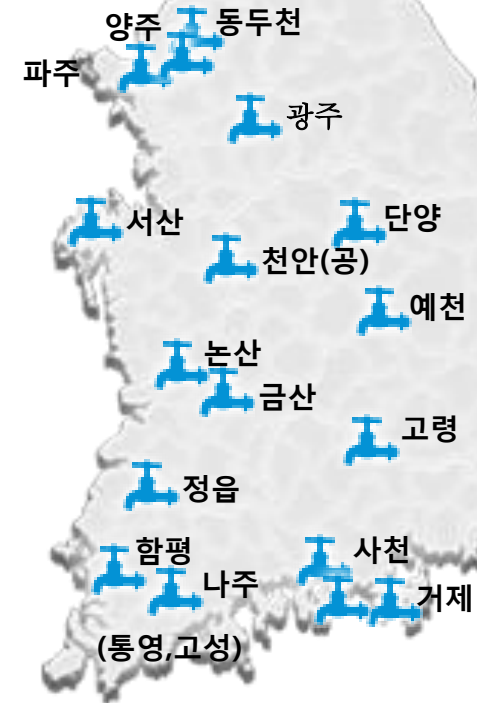 양주
동두천
파주
광주
서산
단양
천안(공)
예천
논산
금산
고령
정읍
함평
사천
나주
거제
(통영,고성)